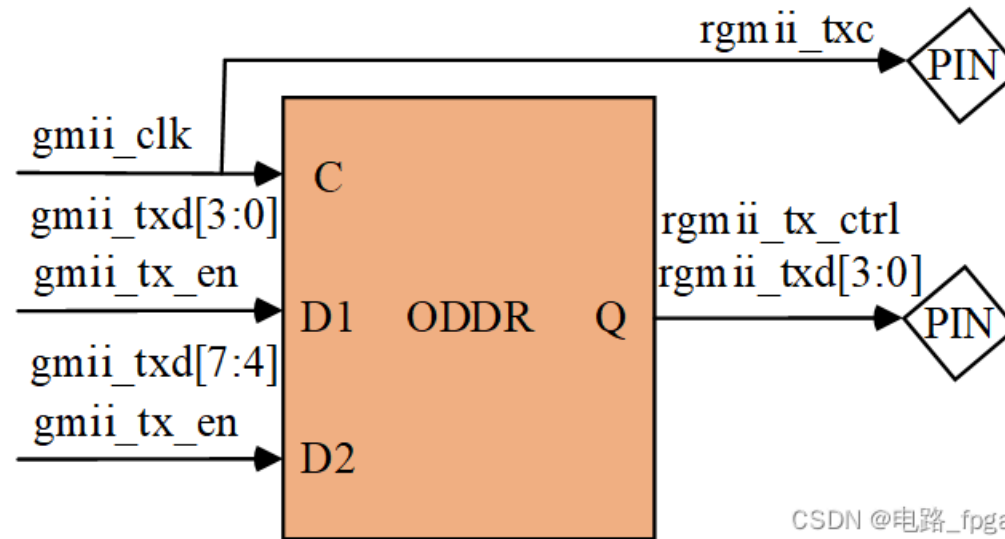 rgmii_txc
PIN
gmii_clk
C
gmii_txd[3:0]
gmii_tx_en
D1
ODDR
Q
rgmii_tx_ctrl
rgmii_txd[3:0]
PIN
gmii_txd[7:4]
gmii_tx_en
D2
CSDN @电路_fpga